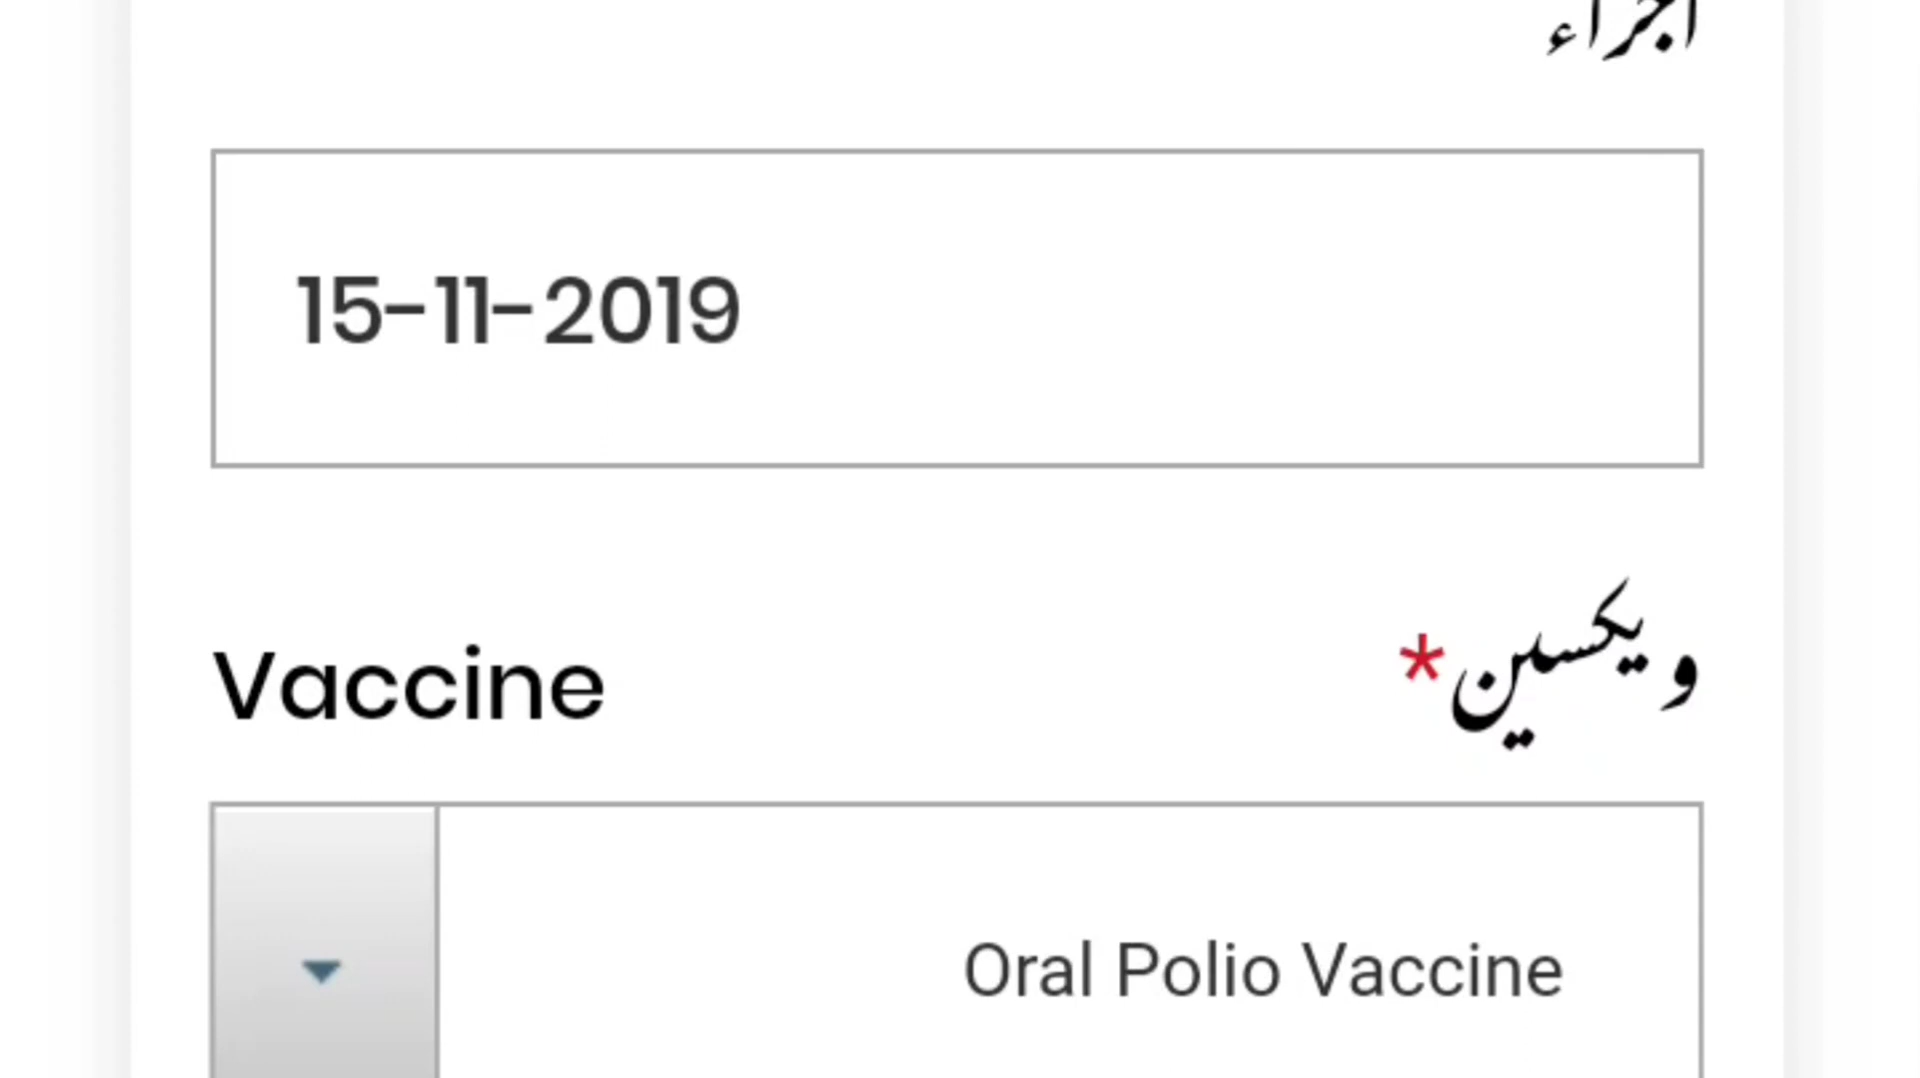 اجراء
15-11-2019
Vaccine ویکسین*
Oral Polio Vaccine